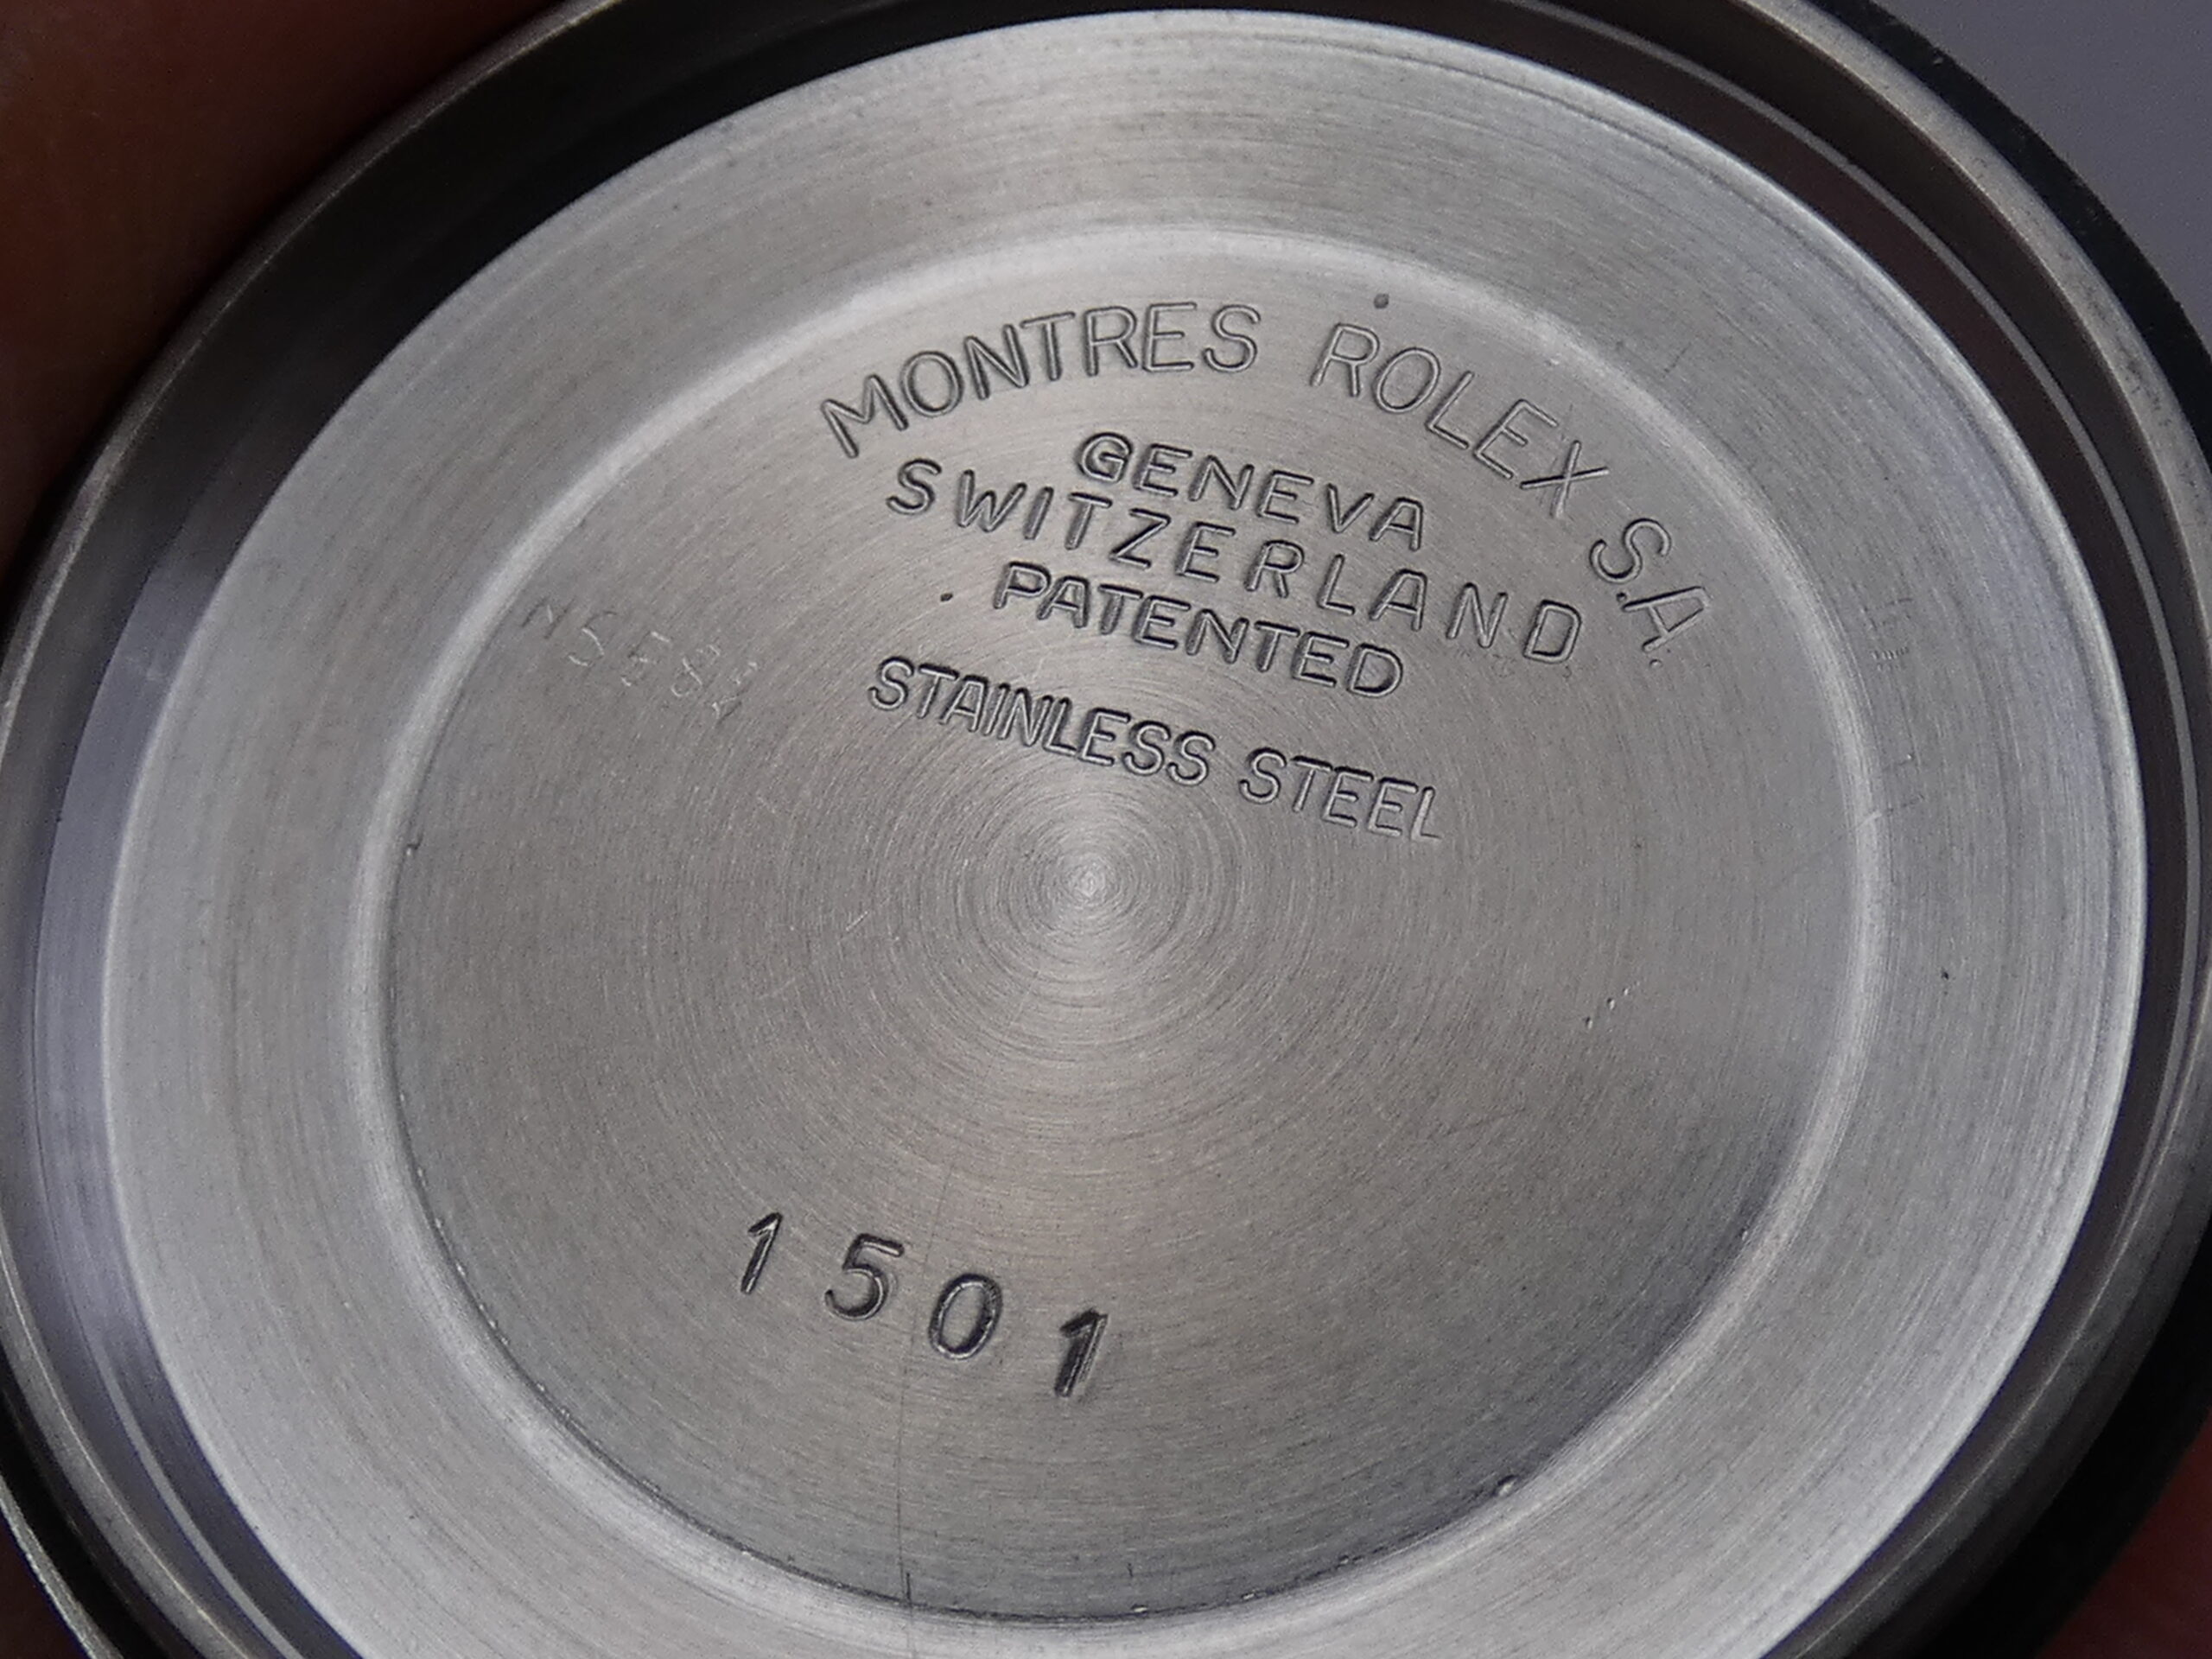 MONTRES ROLEX S.A.
GENEVA
SWITZERLAND
PATENTED
STAINLESS STEEL
1501